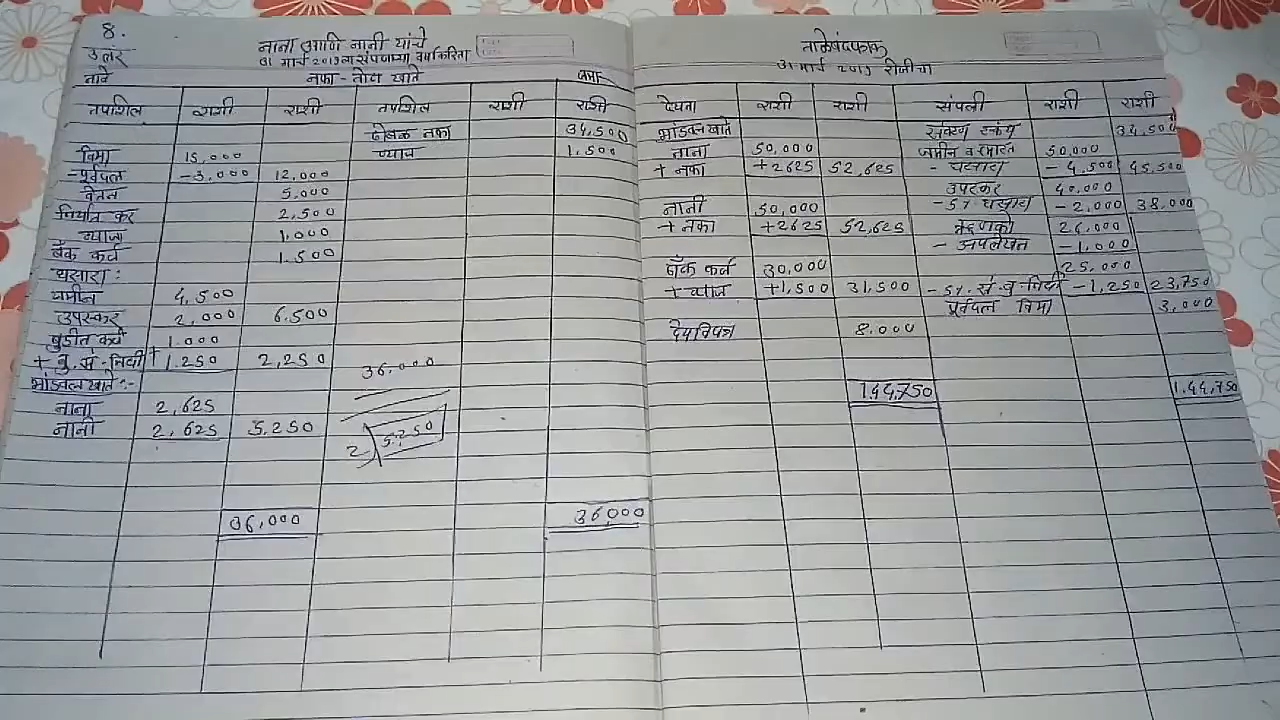 8.
उत्तर
नाना आणि नानी यांचे
31 मार्च 2017 ला संपणाऱ्या वर्षाकरिता
नावे नफा-तोटा खाते जमा
तपशिल राशी राशी तपशिल राशी राशी
ढोबळ नफा 34,500
व्याज 1,500
विमा 15,000
-पूर्वदत्त -3,000 12,000
वेतन 5,000
निर्यात कर 2,500
व्याज 1,000
बँक कर्ज 1.500
घसारा:
जमीन 4,500
उपस्कर 2,000 6,500
बुडीत कर्ज 1.000
+ बु.सं.निधी + 1.250 2,250 36,000
भांडवल खाते:-
नाना 2,625
नानी 2,625 5,250 2) 5,250
36,000 36,000
ताळेबंदपत्रक
31 मार्च 2017 रोजीचा
देयता राशी राशी संपत्ती राशी राशी
भांडवल खाते 34,500
नाना 50,000 जमीन व इमारत 50,000
+ नफा +2625 52,625 - घसारा - 4,500 45,500
उपस्कर 40,000
नानी 50,000 -5% घसारा -2,000 38,000
+ नफा +2625 52,625 ऋणको 26,000
- अपलेखित -1,000
बँक कर्ज 30,000 25,000
+ व्याज +1,500 31,500 -5% सं.बु.निधी -1,250 23,750
पूर्वदत्त विमा 3,000
देयविपत्र 8,000
1,44,750 1,44,750